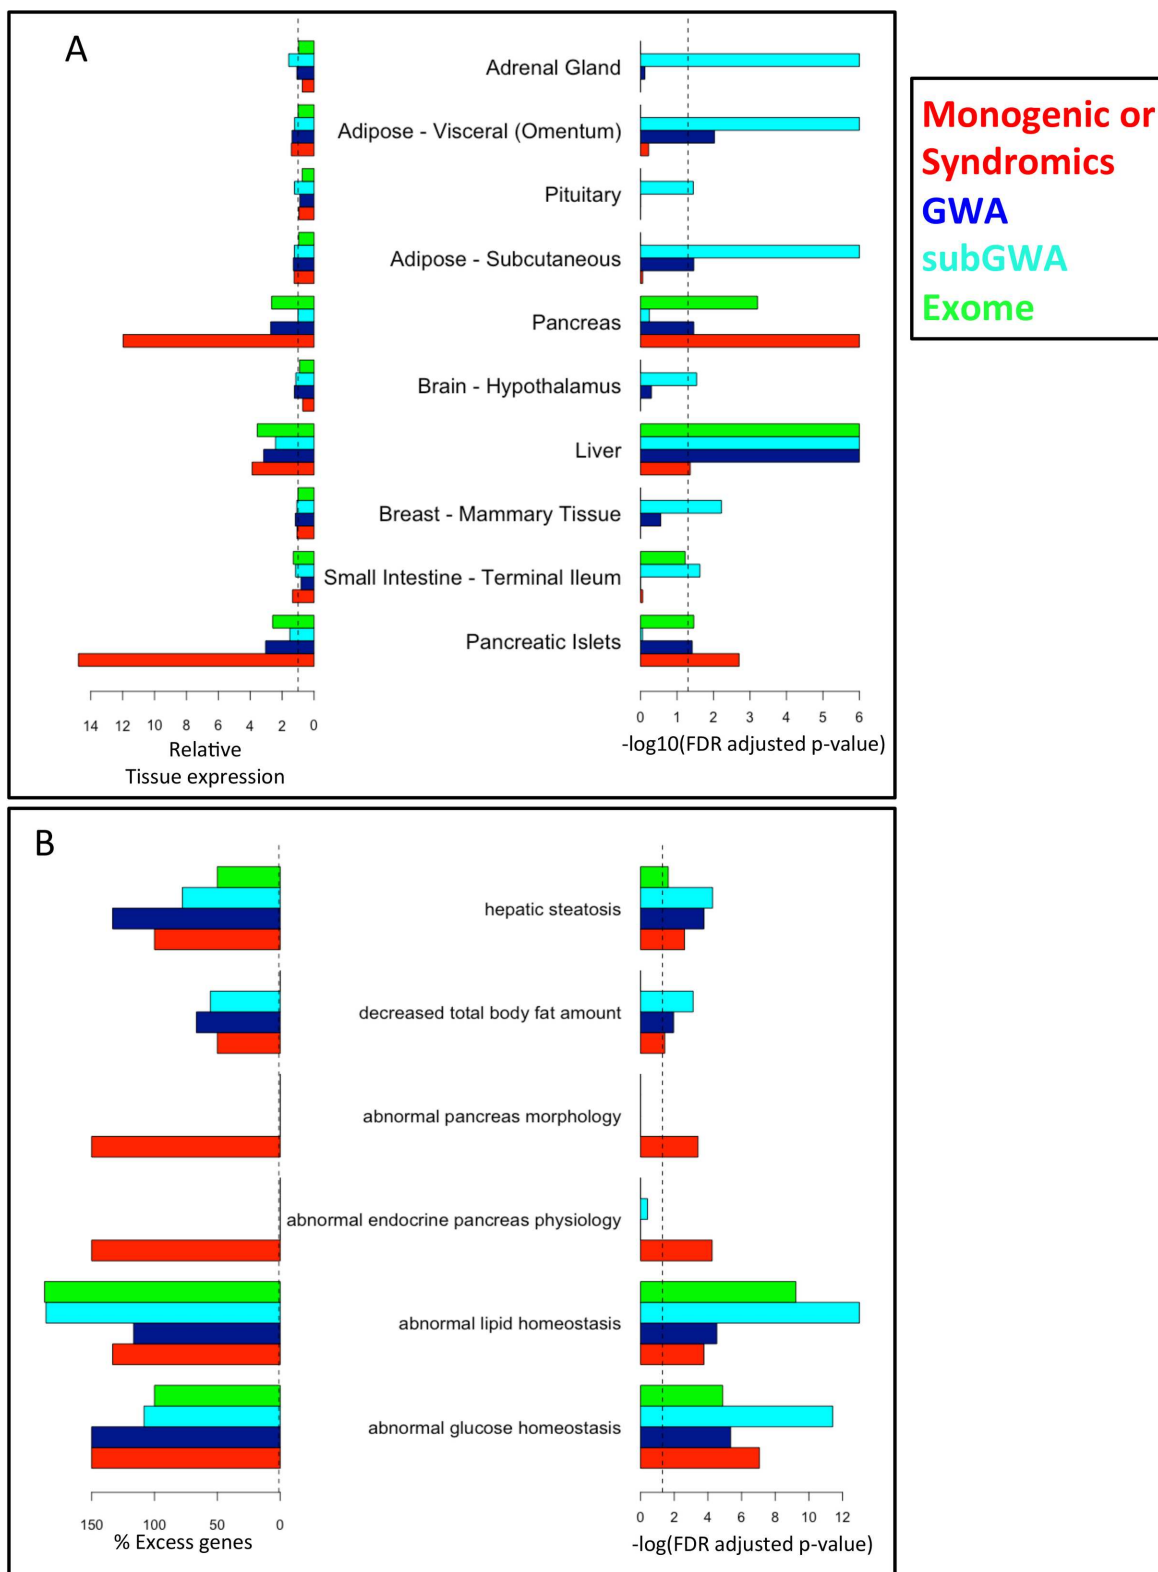 A
Adrenal Gland
Adipose - Visceral (Omentum)
Pituitary
Adipose - Subcutaneous
Pancreas
Brain - Hypothalamus
Liver
Breast - Mammary Tissue
Small Intestine - Terminal Ileum
Pancreatic Islets
14 12 10 8 6 4 2 0
Relative
Tissue expression
0 1 2 3 4 5 6
-log10(FDR adjusted p-value)
Monogenic or
Syndromics
GWA
subGWA
Exome
B
hepatic steatosis
decreased total body fat amount
abnormal pancreas morphology
abnormal endocrine pancreas physiology
abnormal lipid homeostasis
abnormal glucose homeostasis
150 100 50 0
% Excess genes
0 2 4 6 8 10 12
-log(FDR adjusted p-value)